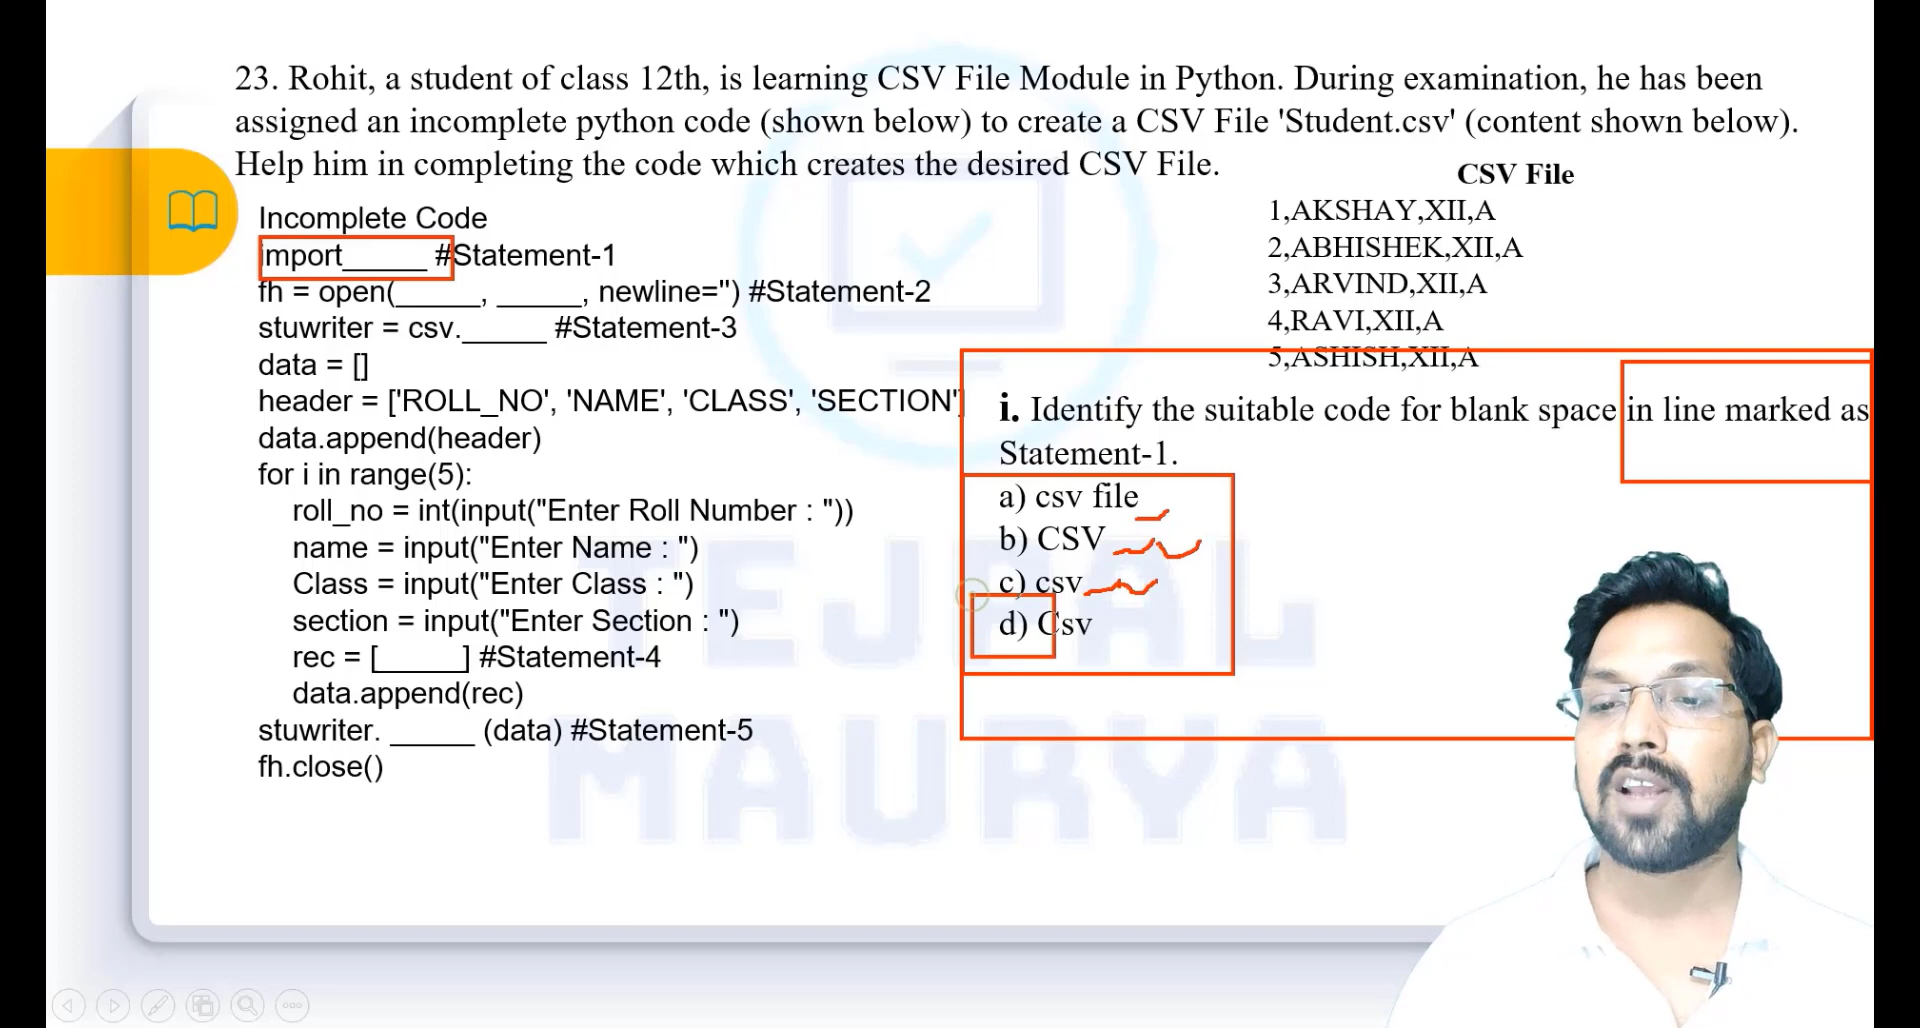 23. Rohit, a student of class 12th, is learning CSV File Module in Python. During examination, he has been
assigned an incomplete python code (shown below) to create a CSV File 'Student.csv' (content shown below).
Help him in completing the code which creates the desired CSV File.
Incomplete Code
import_____ #Statement-1
fh = open(_____, _____, newline='') #Statement-2
stuwriter = csv._____ #Statement-3
data = []
header = ['ROLL_NO', 'NAME', 'CLASS', 'SECTION']
data.append(header)
for i in range(5):
roll_no = int(input("Enter Roll Number : "))
name = input("Enter Name : ")
Class = input("Enter Class : ")
section = input("Enter Section : ")
rec = [_____] #Statement-4
data.append(rec)
stuwriter. _____ (data) #Statement-5
fh.close()
CSV File
1,AKSHAY,XII,A
2,ABHISHEK,XII,A
3,ARVIND,XII,A
4,RAVI,XII,A
5,ASHISH,XII,A
i. Identify the suitable code for blank space in line marked as
Statement-1.
a) csv file
b) CSV
c) csv
d) Csv
TEJPAL
MAURYA